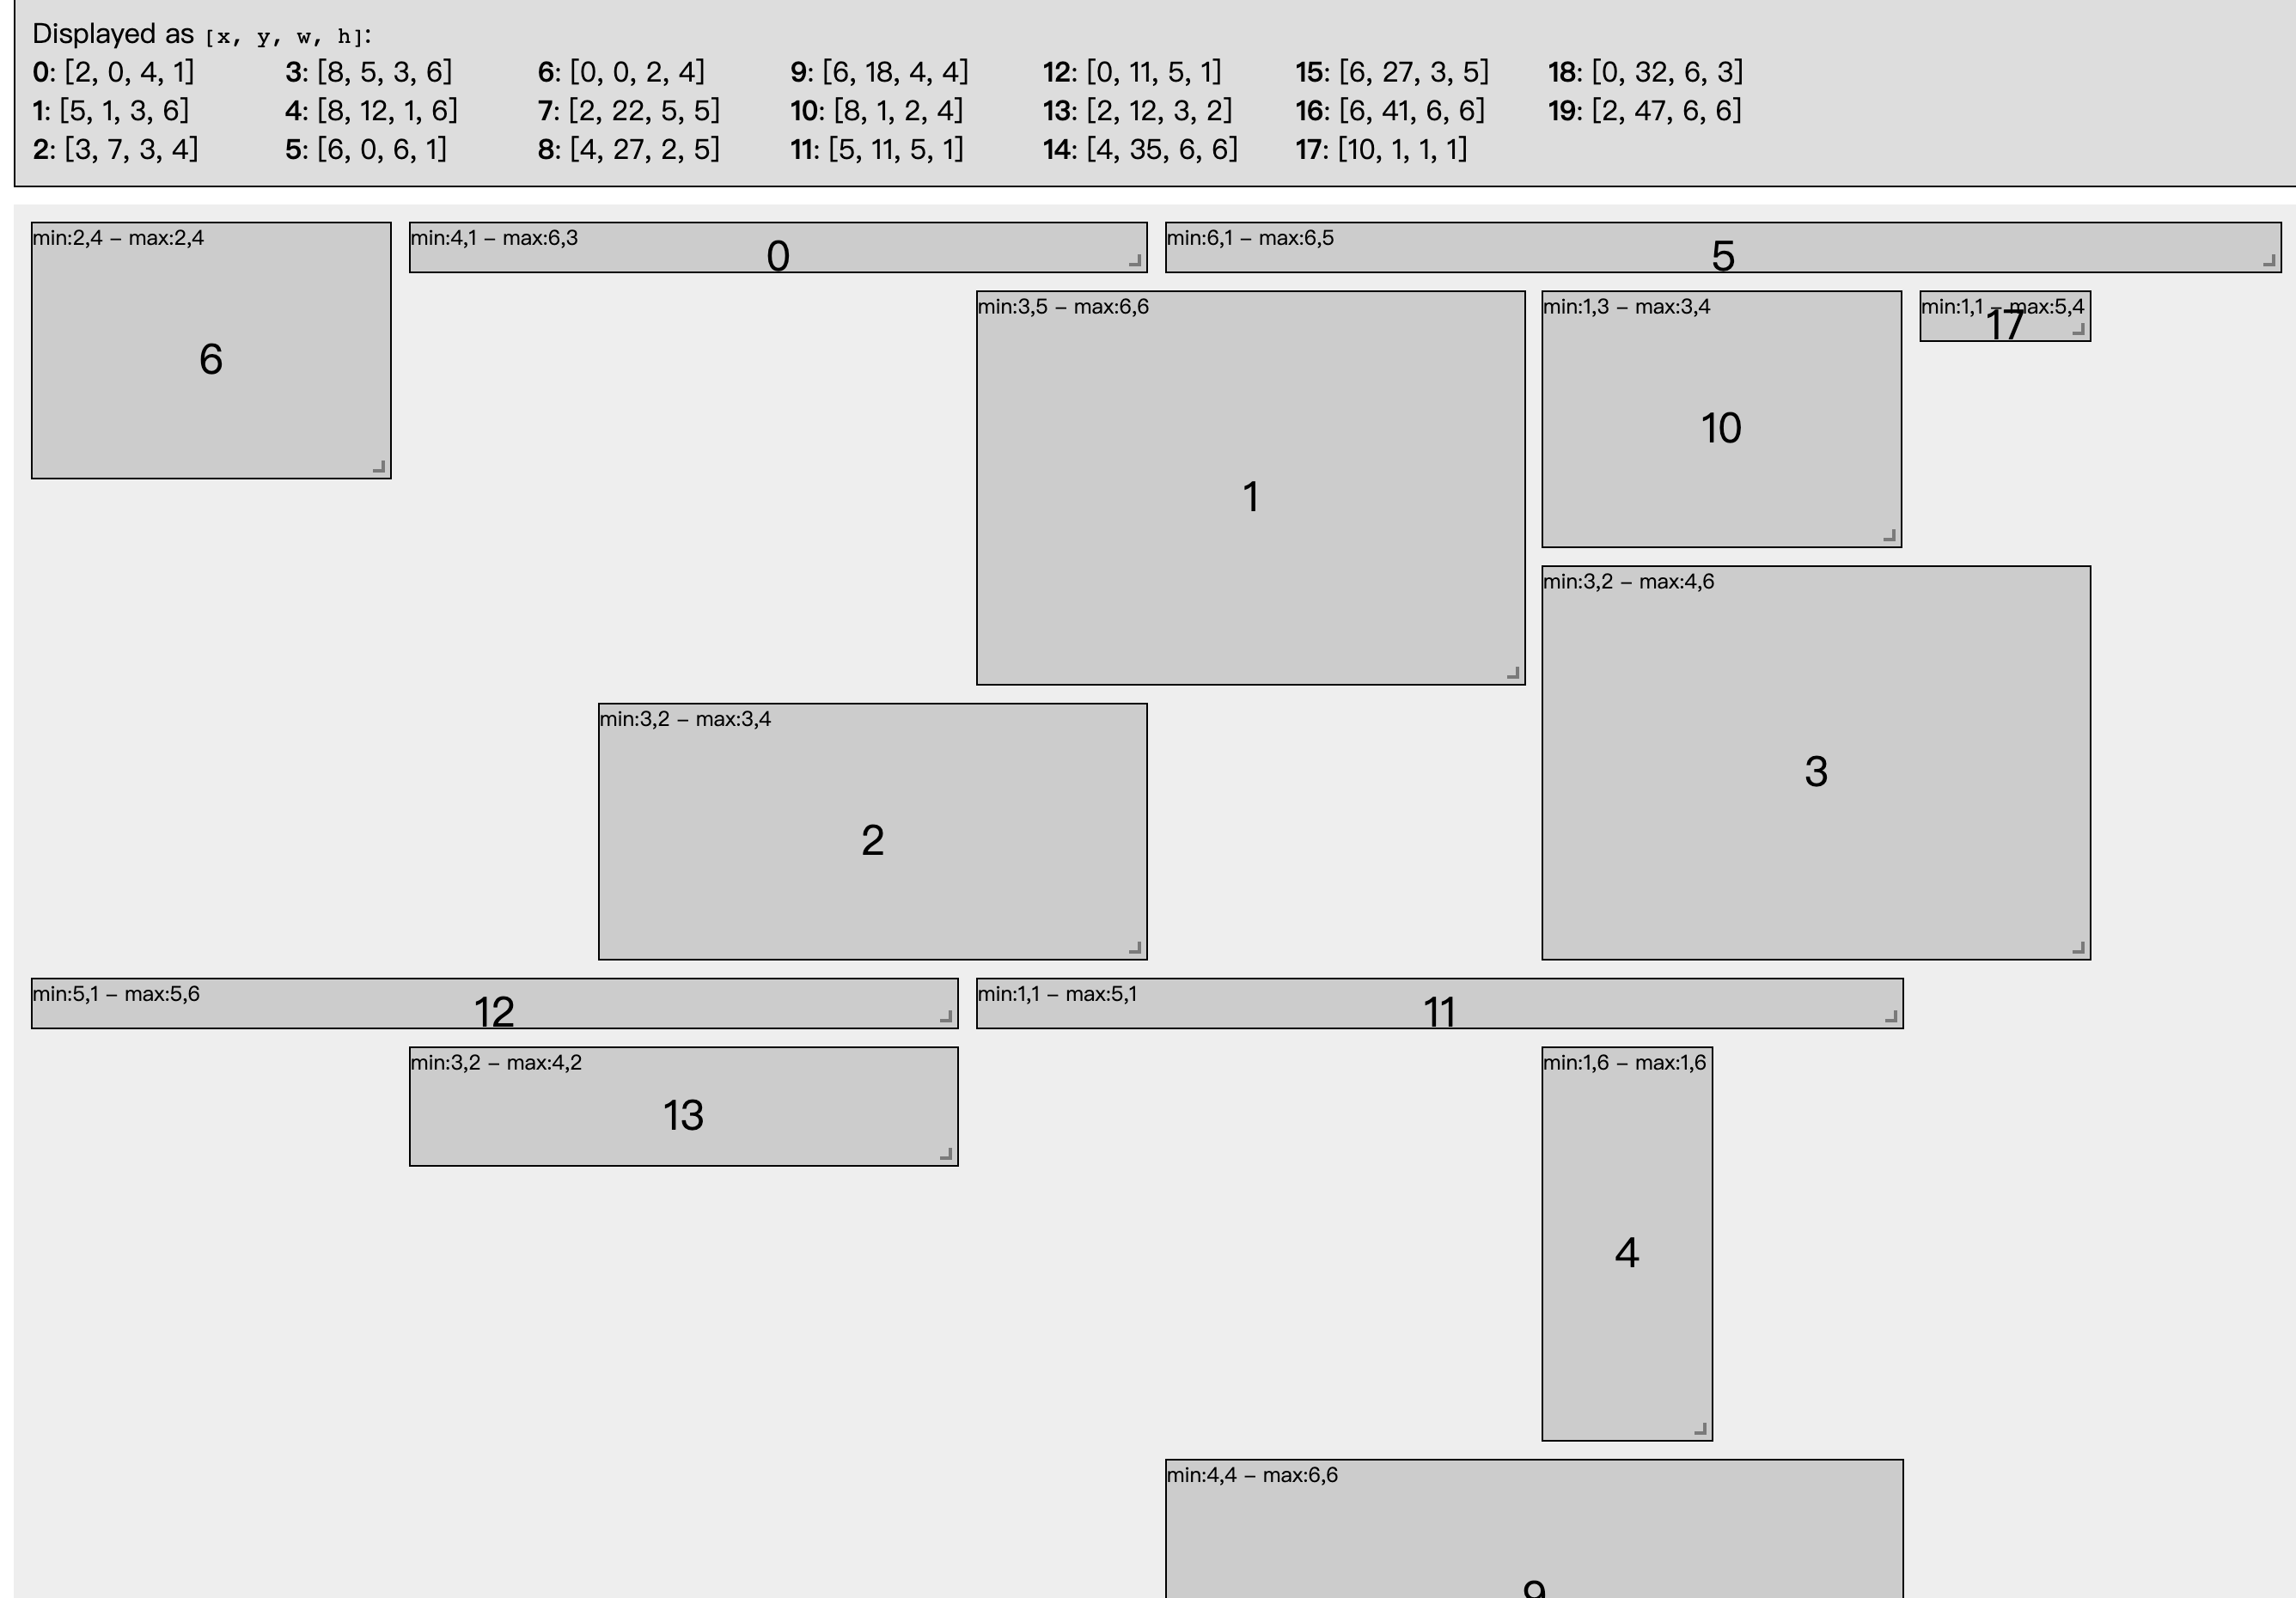 Displayed as [x, y, w, h]:
0: [2, 0, 4, 1] 3: [8, 5, 3, 6] 6: [0, 0, 2, 4] 9: [6, 18, 4, 4] 12: [0, 11, 5, 1] 15: [6, 27, 3, 5] 18: [0, 32, 6, 3]
1: [5, 1, 3, 6] 4: [8, 12, 1, 6] 7: [2, 22, 5, 5] 10: [8, 1, 2, 4] 13: [2, 12, 3, 2] 16: [6, 41, 6, 6] 19: [2, 47, 6, 6]
2: [3, 7, 3, 4] 5: [6, 0, 6, 1] 8: [4, 27, 2, 5] 11: [5, 11, 5, 1] 14: [4, 35, 6, 6] 17: [10, 1, 1, 1]
min:2,4 – max:2,4
6
min:4,1 – max:6,3
0
min:6,1 – max:6,5
5
min:3,5 – max:6,6
1
min:1,3 – max:3,4
10
min:1,1 – max:5,4
17
min:3,2 – max:4,6
3
min:3,2 – max:3,4
2
min:5,1 – max:5,6
12
min:1,1 – max:5,1
11
min:3,2 – max:4,2
13
min:1,6 – max:1,6
4
min:4,4 – max:6,6
9